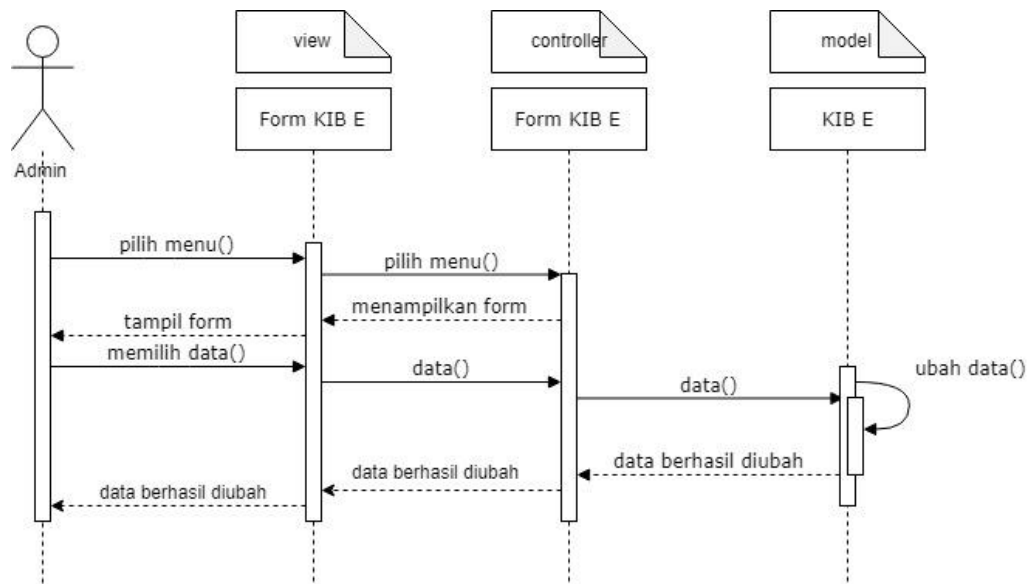 view
controller
model
Form KIB E
Form KIB E
KIB E
Admin
pilih menu()
pilih menu()
menampilkan form
tampil form
memilih data()
data()
data()
ubah data()
data berhasil diubah
data berhasil diubah
data berhasil diubah